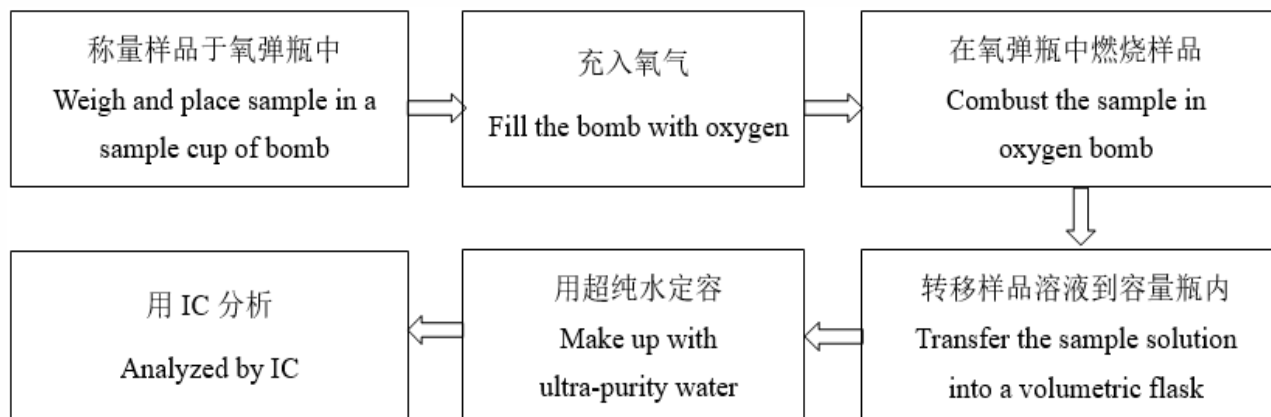 称量样品于氧弹瓶中
Weigh and place sample in a
sample cup of bomb
充入氧气
Fill the bomb with oxygen
在氧弹瓶中燃烧样品
Combust the sample in
oxygen bomb
转移样品溶液到容量瓶内
Transfer the sample solution
into a volumetric flask
用超纯水定容
Make up with
ultra-purity water
用 IC 分析
Analyzed by IC